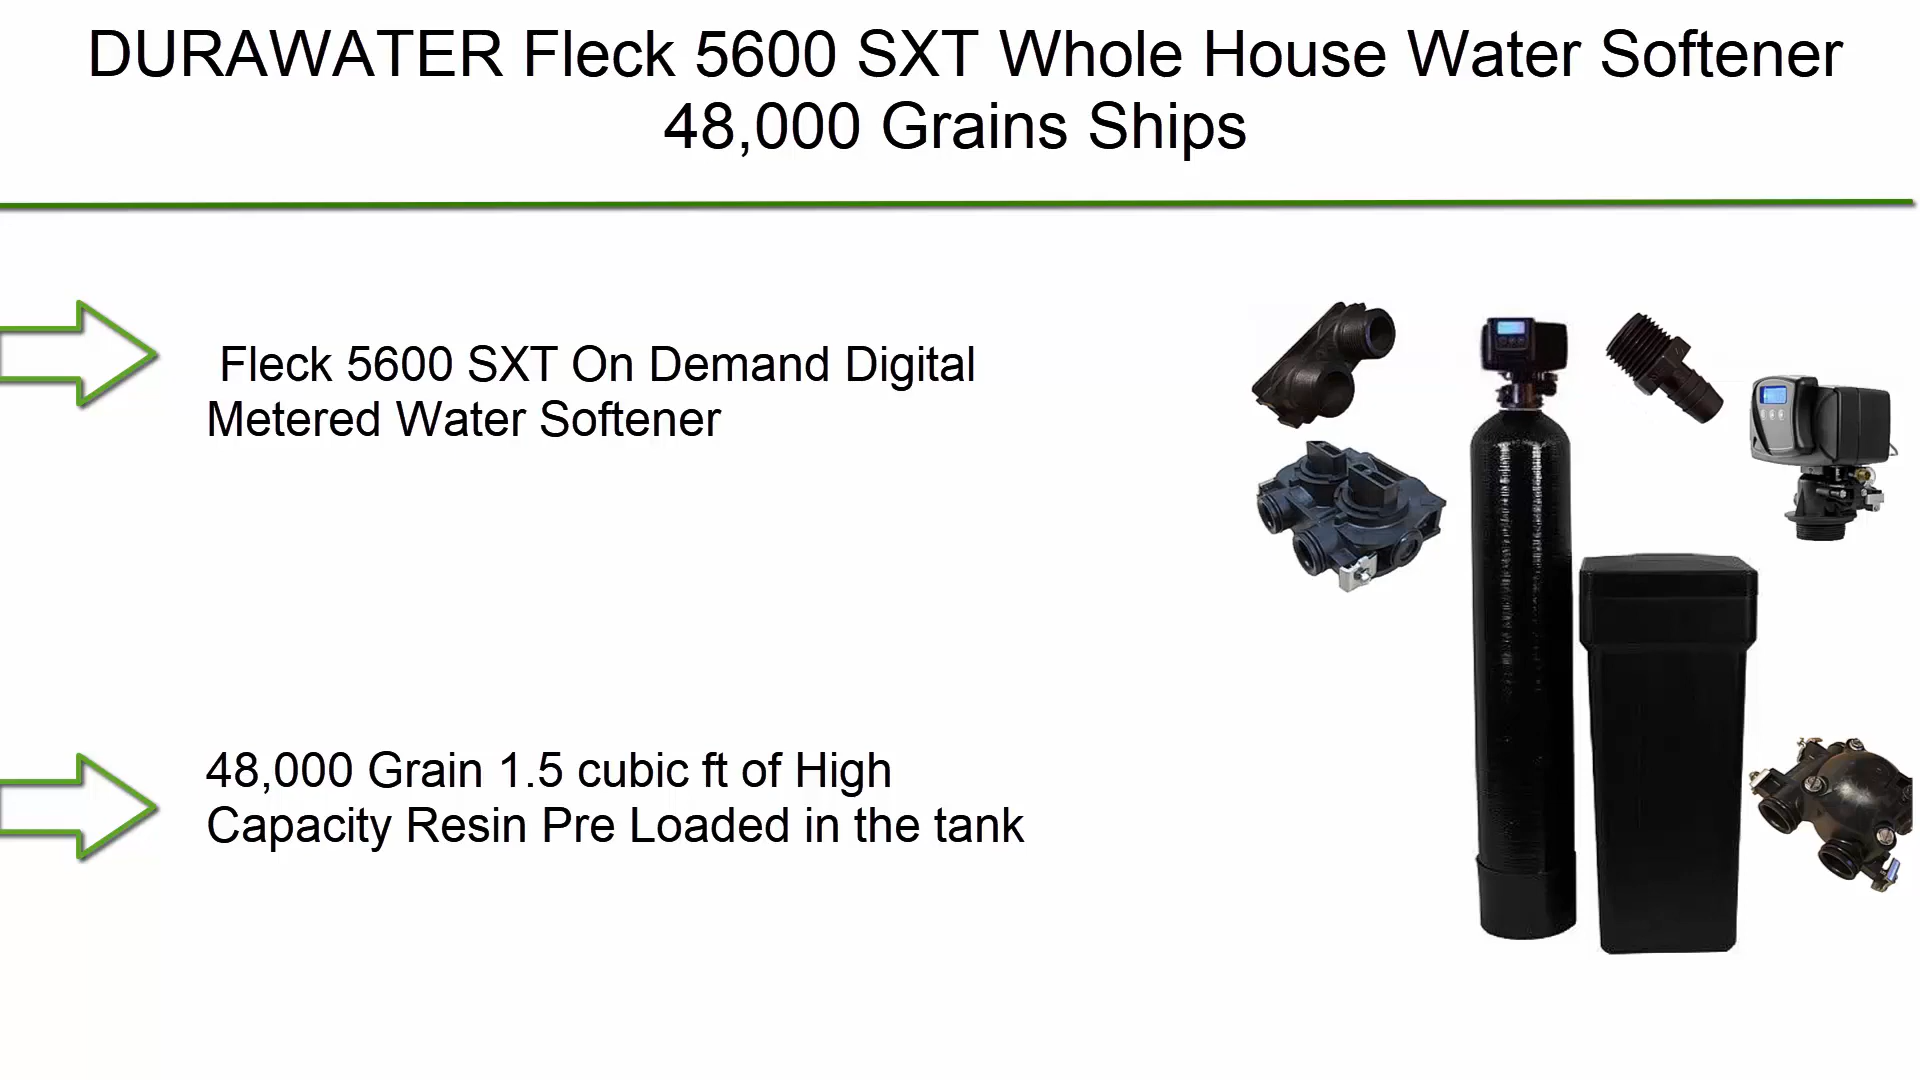 DURAWATER Fleck 5600 SXT Whole House Water Softener
48,000 Grains Ships
Fleck 5600 SXT On Demand Digital
Metered Water Softener
48,000 Grain 1.5 cubic ft of High
Capacity Resin Pre Loaded in the tank